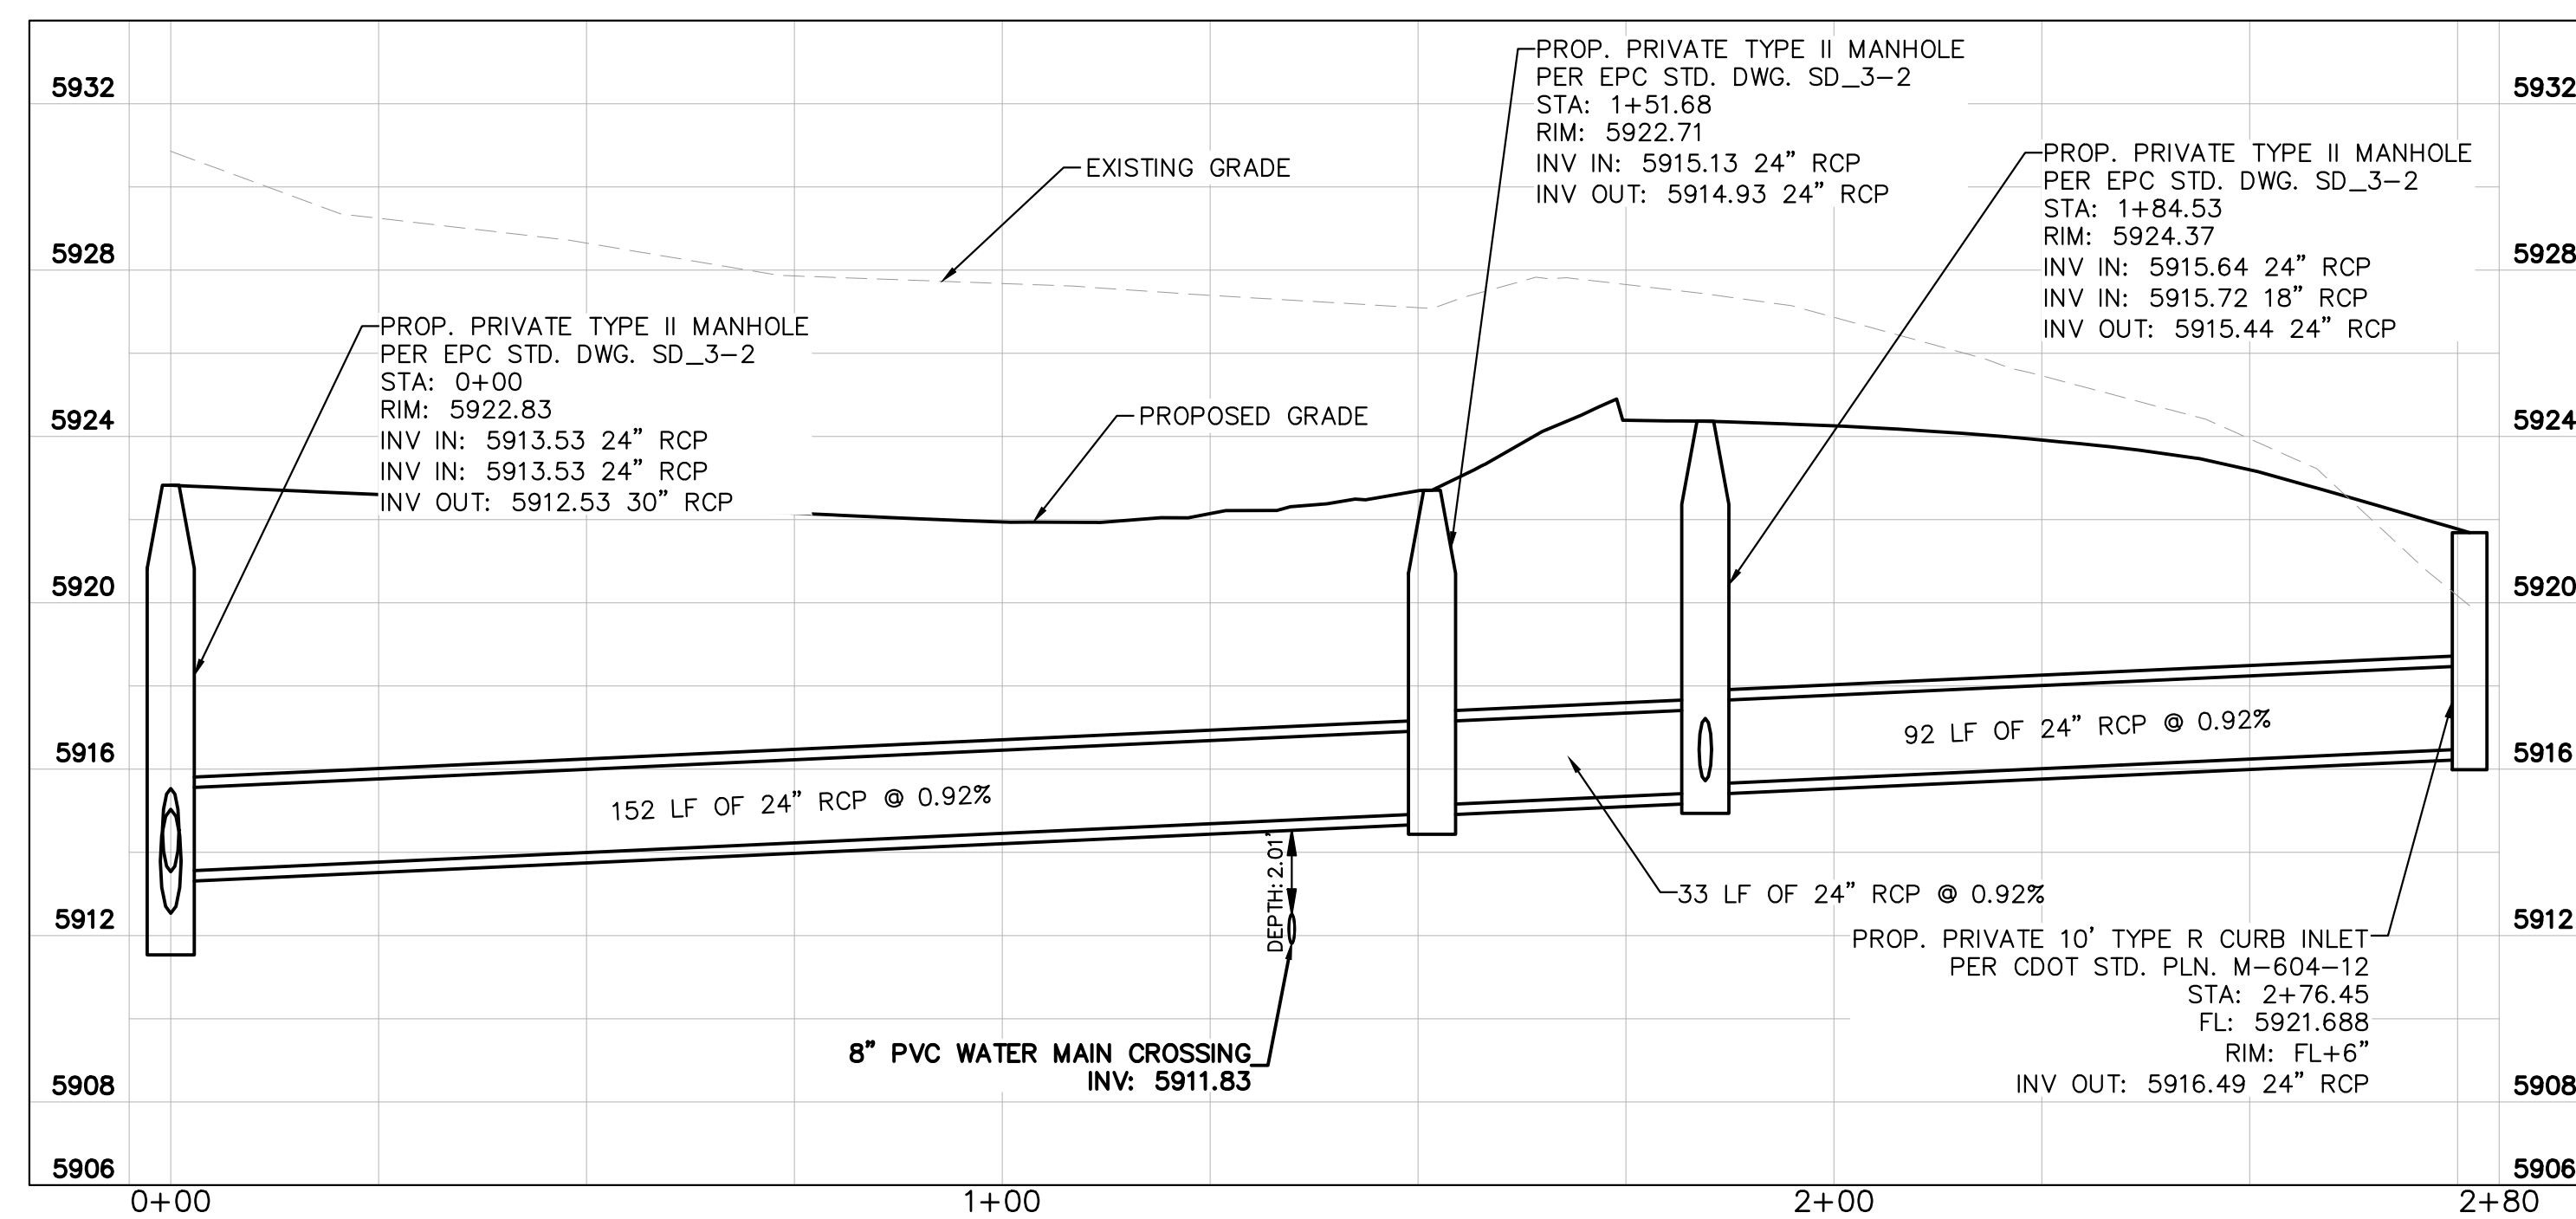 PROP. PRIVATE TYPE II MANHOLE
PER EPC STD. DWG. SD_3-2
STA: 1+51.68
RIM: 5922.71
INV IN: 5915.13 24" RCP
INV OUT: 5914.93 24" RCP
PROP. PRIVATE TYPE II MANHOLE
PER EPC STD. DWG. SD_3-2
STA: 1+84.53
RIM: 5924.37
INV IN: 5915.64 24" RCP
INV IN: 5915.72 18" RCP
INV OUT: 5915.44 24" RCP
EXISTING GRADE
PROP. PRIVATE TYPE II MANHOLE
PER EPC STD. DWG. SD_3-2
STA: 0+00
RIM: 5922.83
INV IN: 5913.53 24" RCP
INV IN: 5913.53 24" RCP
INV OUT: 5912.53 30" RCP
PROPOSED GRADE
152 LF OF 24" RCP @ 0.92%
92 LF OF 24" RCP @ 0.92%
33 LF OF 24" RCP @ 0.92%
DEPTH: 2.01'
8" PVC WATER MAIN CROSSING
INV: 5911.83
PROP. PRIVATE 10' TYPE R CURB INLET
PER CDOT STD. PLN. M-604-12
STA: 2+76.45
FL: 5921.688
RIM: FL+6"
INV OUT: 5916.49 24" RCP
5932
5928
5924
5920
5916
5912
5908
5906
5932
5928
5924
5920
5916
5912
5908
5906
0+00
1+00
2+00
2+80